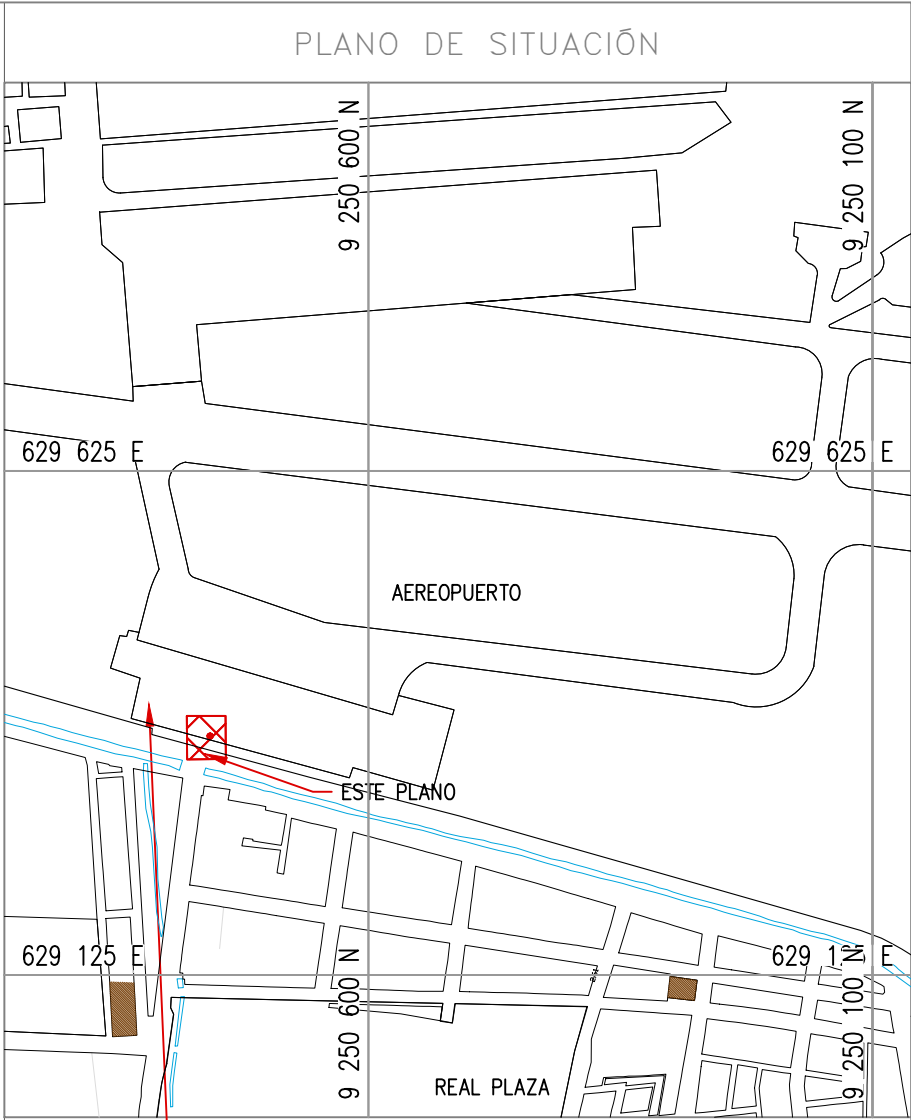 PLANO DE SITUACIÓN
9 250 600 N
9 250 100 N
629 625 E
629 625 E
AEREOPUERTO
ESTE PLANO
629 125 E
629 125 E
9 250 600 N
9 250 100 N
REAL PLAZA